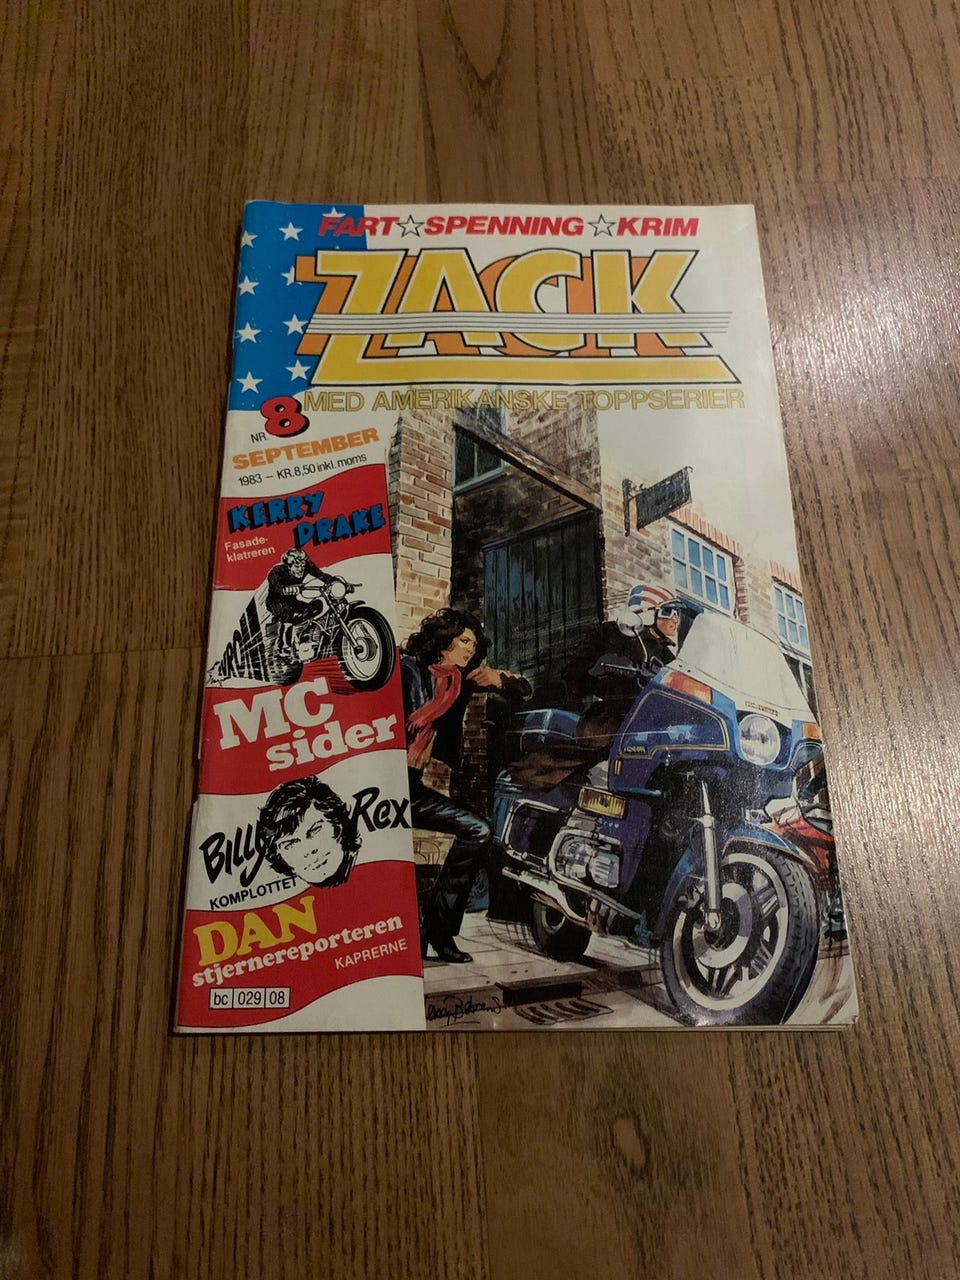 FART☆SPENNING☆KRIM
ZACK
MED AMERIKANSKE TOPPSERIER
NR. 8
SEPTEMBER
1983 – KR. 8,50 inkl. moms
KERRY
DRAKE
Fasade-
klatreren
MC
sider
BILLY Rex
KOMPLOTTET
DAN
stjernereporteren
KAPRERNE
bc 029 08